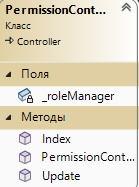 PermissionCont...
Класс
Controller
Поля
_roleManager
Методы
Index
PermissionCont...
Update